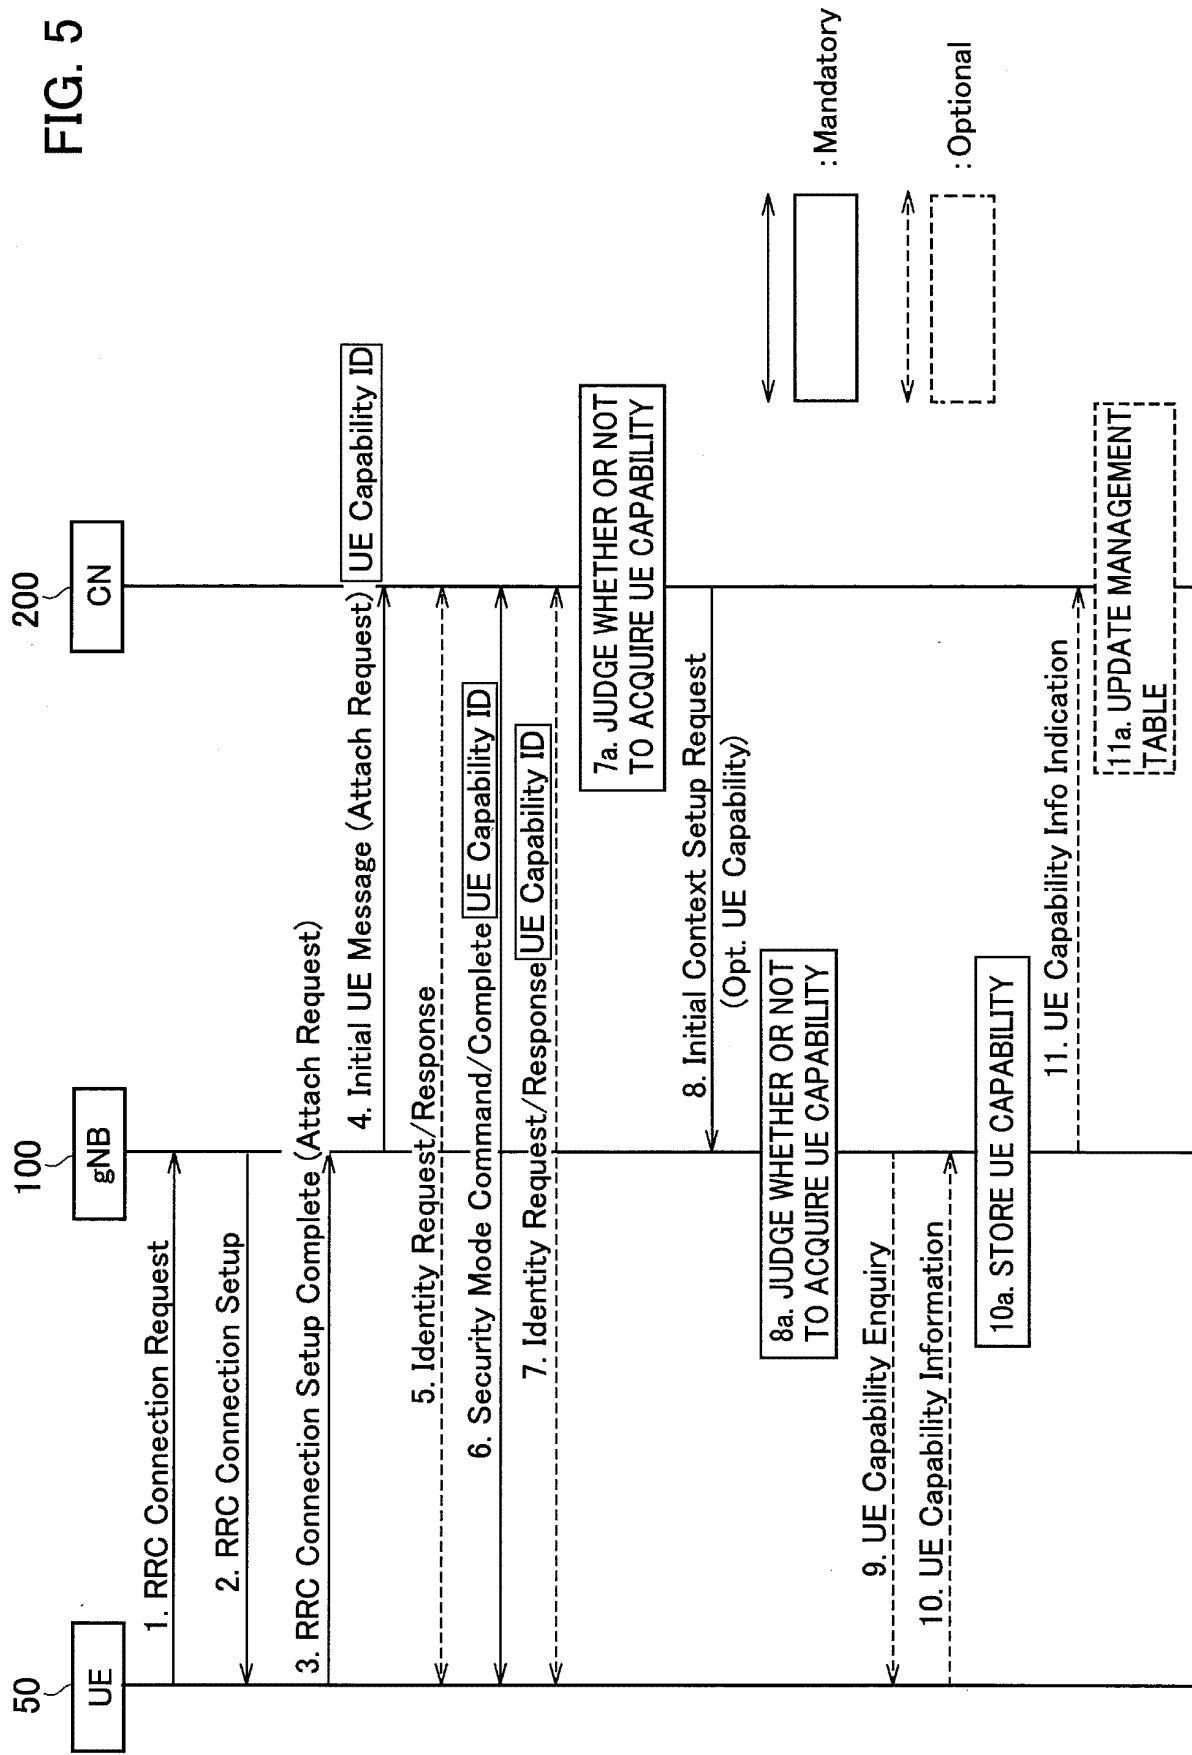 FIG. 5
50
UE
100
gNB
200
CN
1. RRC Connection Request
2. RRC Connection Setup
3. RRC Connection Setup Complete (Attach Request)
4. Initial UE Message (Attach Request) UE Capability ID
5. Identity Request/Response
6. Security Mode Command/Complete UE Capability ID
7. Identity Request/Response UE Capability ID
7a. JUDGE WHETHER OR NOT
TO ACQUIRE UE CAPABILITY
8. Initial Context Setup Request
(Opt. UE Capability)
8a. JUDGE WHETHER OR NOT
TO ACQUIRE UE CAPABILITY
9. UE Capability Enquiry
10. UE Capability Information
10a. STORE UE CAPABILITY
11. UE Capability Info Indication
11a. UPDATE MANAGEMENT
TABLE
:Mandatory
:Optional